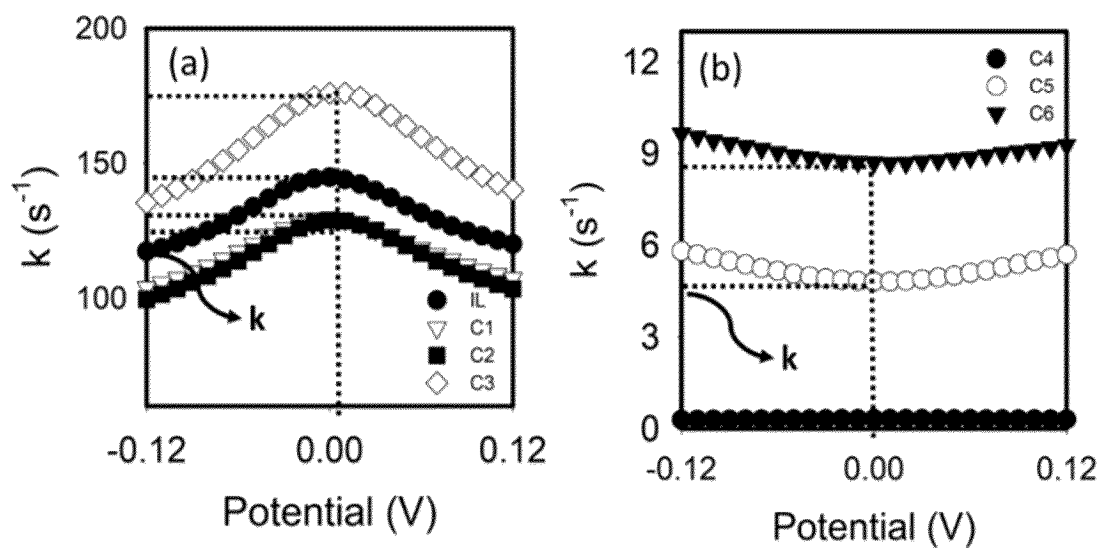 200
150
100
k (s⁻¹)
(a)
k
IL
C1
C2
C3
-0.12 0.00 0.12
Potential (V)
12
9
6
3
0
k (s⁻¹)
(b)
C4
C5
C6
k
-0.12 0.00 0.12
Potential (V)